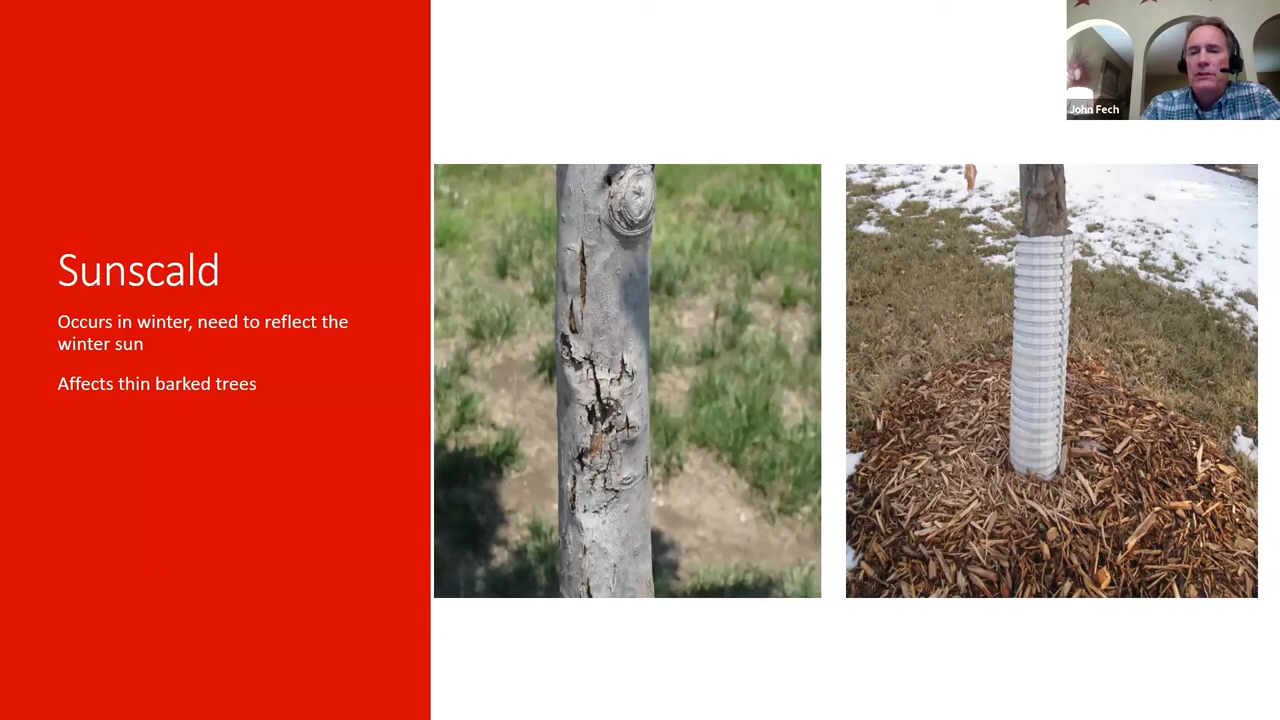 Sunscald
Occurs in winter, need to reflect the
winter sun
Affects thin barked trees
John Fech